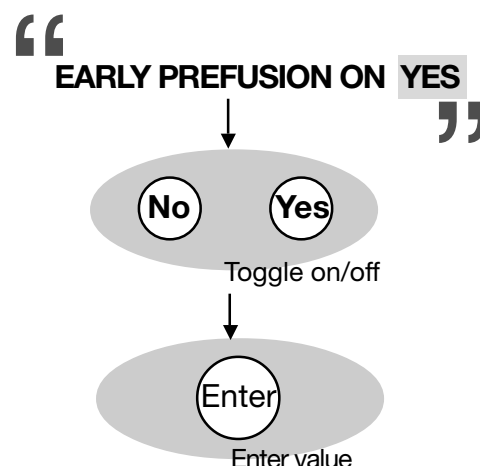 “
EARLY PREFUSION ON YES
”
No Yes
Toggle on/off
Enter
Enter value